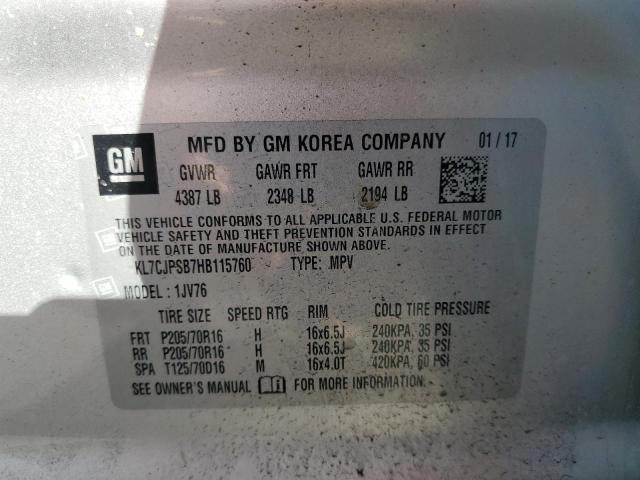 GM MFD BY GM KOREA COMPANY 01/17
GVWR GAWR FRT GAWR RR
4387 LB 2348 LB 2194 LB
THIS VEHICLE CONFORMS TO ALL APPLICABLE U.S. FEDERAL MOTOR
VEHICLE SAFETY AND THEFT PREVENTION STANDARDS IN EFFECT
ON THE DATE OF MANUFACTURE SHOWN ABOVE.
KL7CJPSB7HB115760 TYPE: MPV
MODEL: 1JV76
TIRE SIZE SPEED RTG RIM COLD TIRE PRESSURE
FRT P205/70R16 H 16x6.5J 240KPA, 35 PSI
RR P205/70R16 H 16x6.5J 240KPA, 35 PSI
SPA T125/70D16 M 16x4.0T 420KPA, 60 PSI
SEE OWNER'S MANUAL FOR MORE INFORMATION.